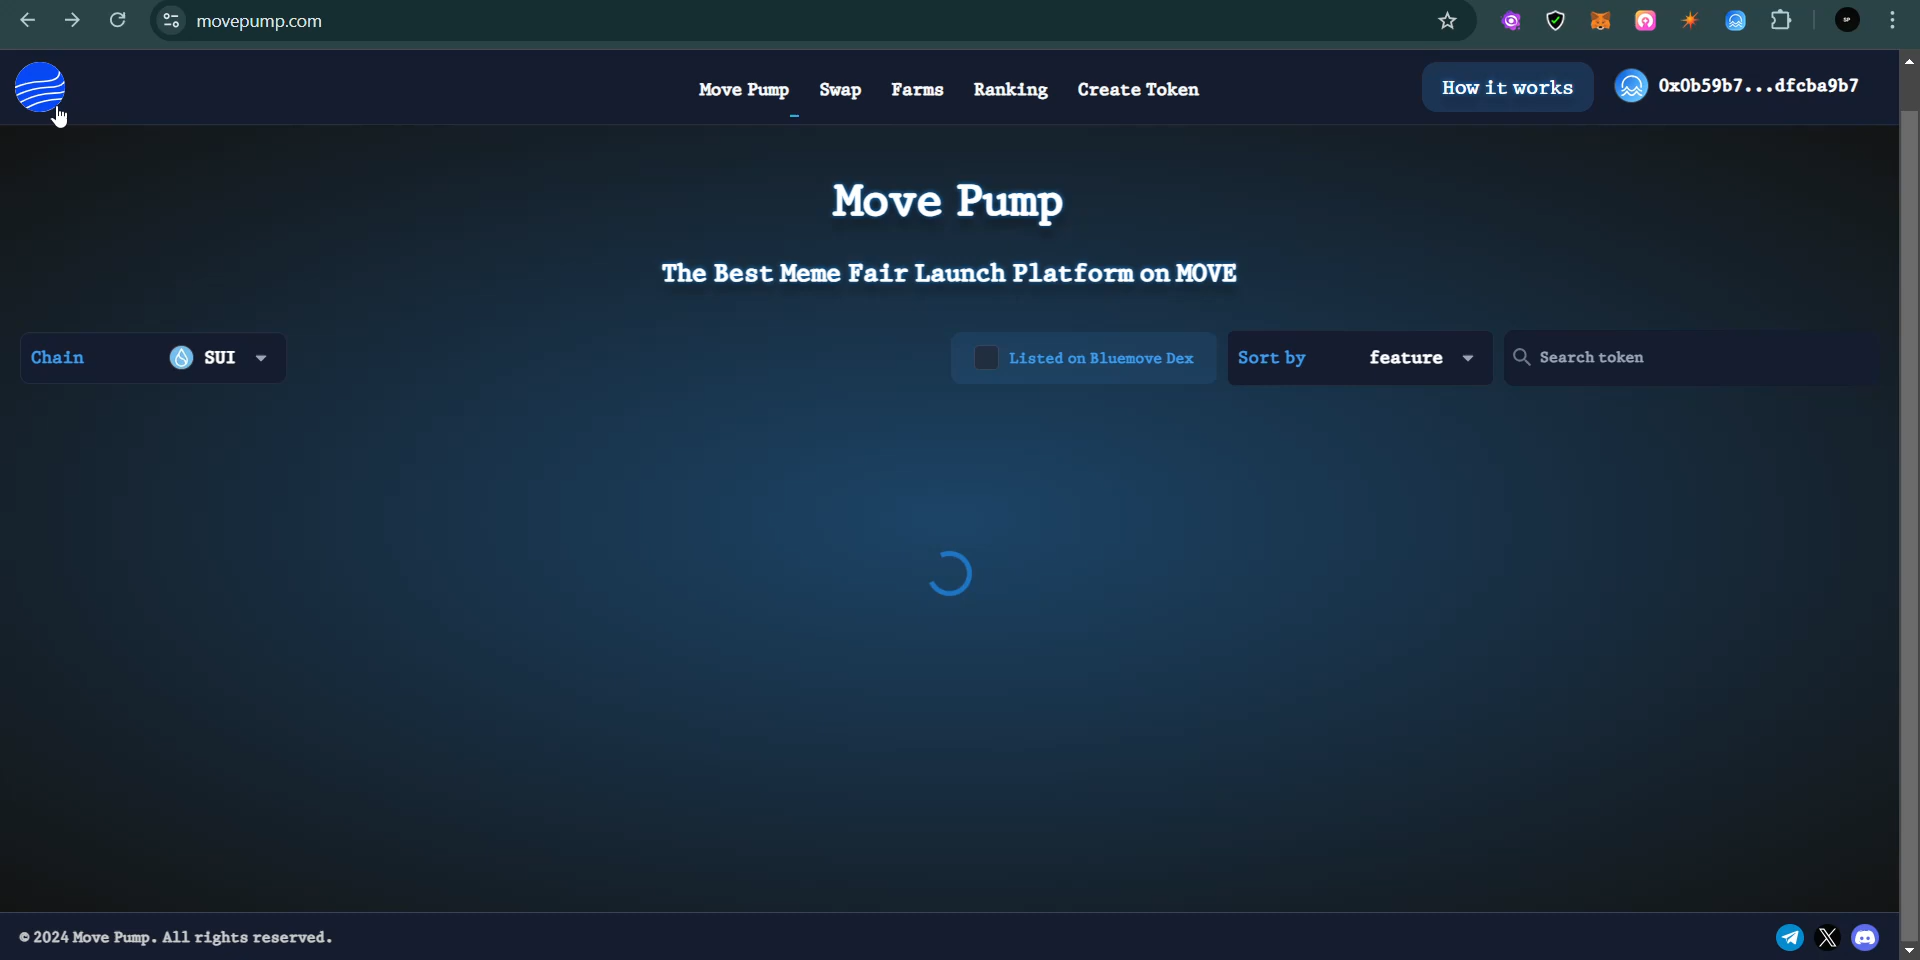 movepump.com
Move Pump Swap Farms Ranking Create Token How it works 0x0b59b7...dfcba9b7
Move Pump
The Best Meme Fair Launch Platform on MOVE
Chain SUI Listed on Bluemove Dex Sort by feature Search token
© 2024 Move Pump. All rights reserved.